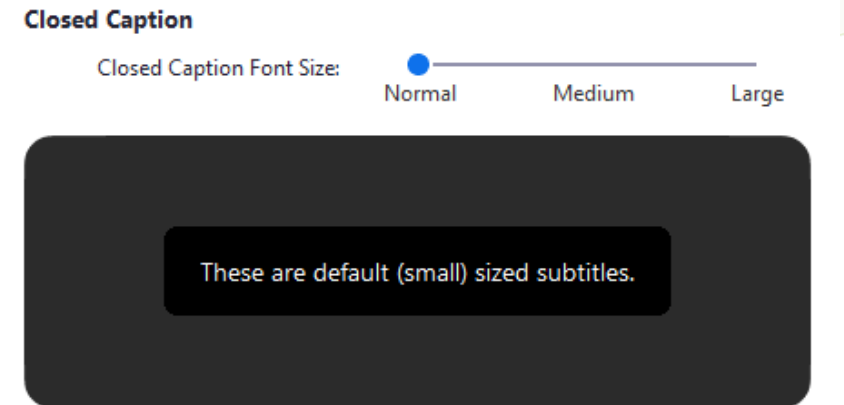 Closed Caption
Closed Caption Font Size:
Normal Medium Large
These are default (small) sized subtitles.